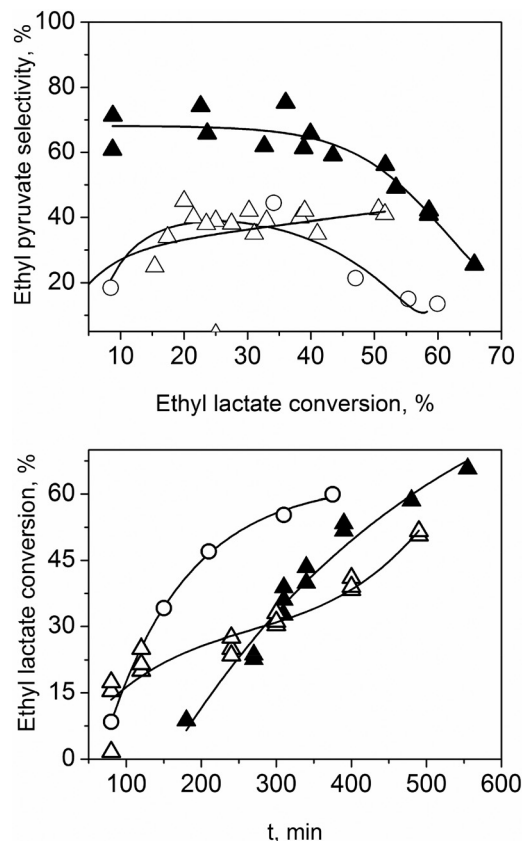 Ethyl pyruvate selectivity, %
100
80
60
40
20
10 20 30 40 50 60 70
Ethyl lactate conversion, %
Ethyl lactate conversion, %
60
45
30
15
0
100 200 300 400 500 600
t, min